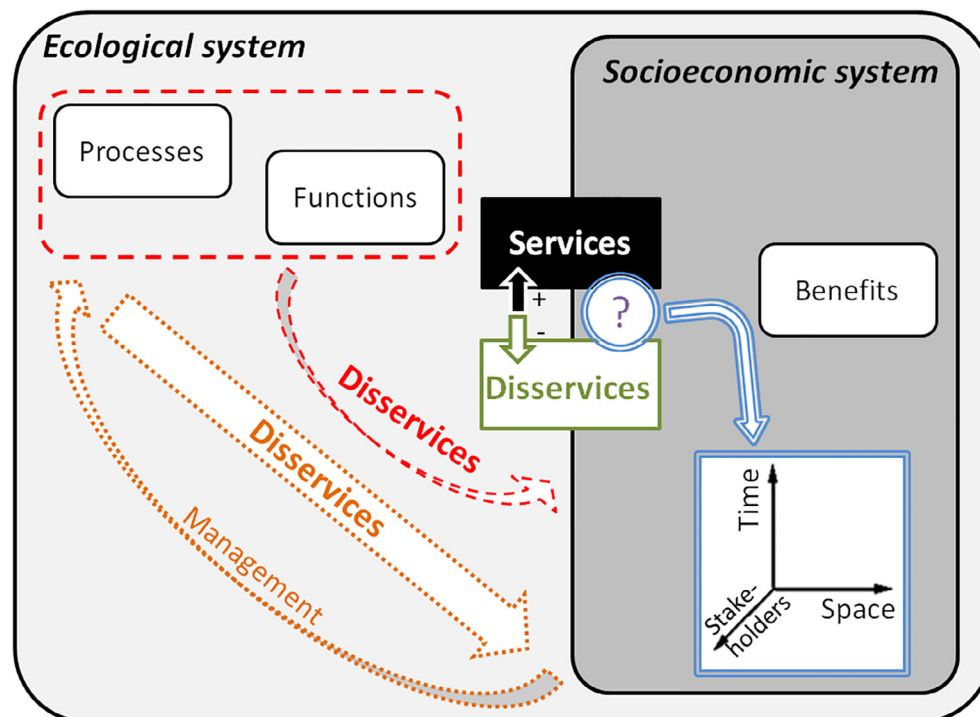 Ecological system
Socioeconomic system
Processes
Functions
Services
+
?
-
Disservices
Benefits
Disservices
Disservices
Management
Time
Space
Stake-
holders